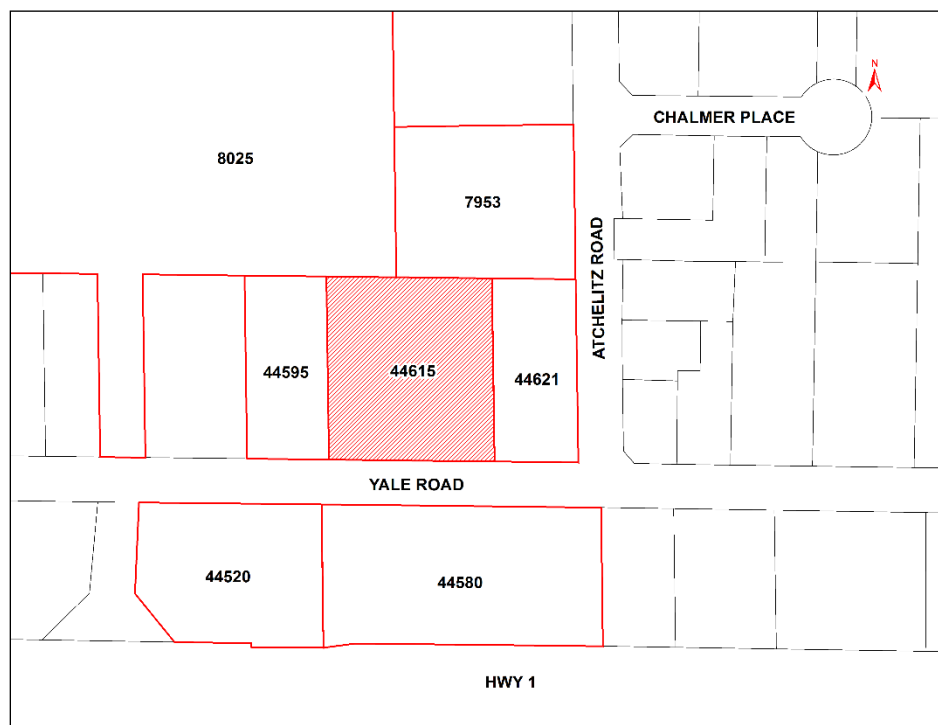 N
CHALMER PLACE
8025
7953
ATCHELITZ ROAD
44595
44615
44621
YALE ROAD
44520
44580
HWY 1